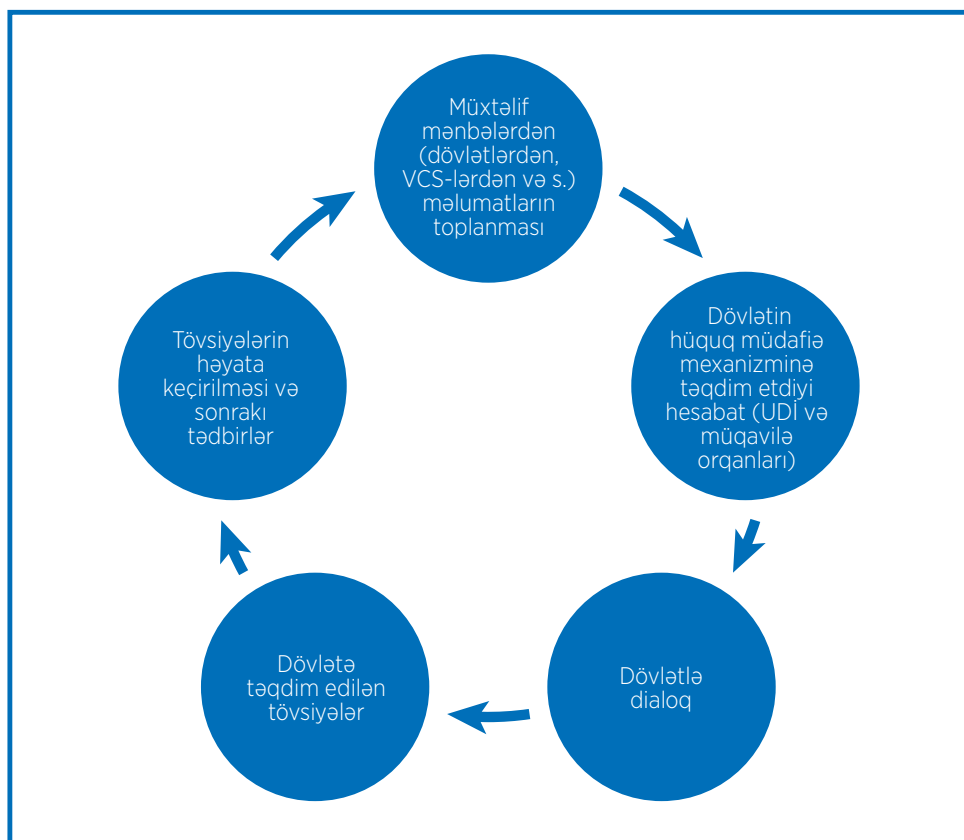 Müxtəlif
mənbələrdən
(dövlətlərdən,
VCS-lərdən və s.)
məlumatların
toplanması
Dövlətin
hüquq müdafiə
mexanizminə
təqdim etdiyi
hesabat (UDİ və
müqavilə
orqanları)
Dövlətlə
dialoq
Dövlətə
təqdim edilən
tövsiyələr
Tövsiyələrin
həyata
keçirilməsi və
sonrakı
tədbirlər